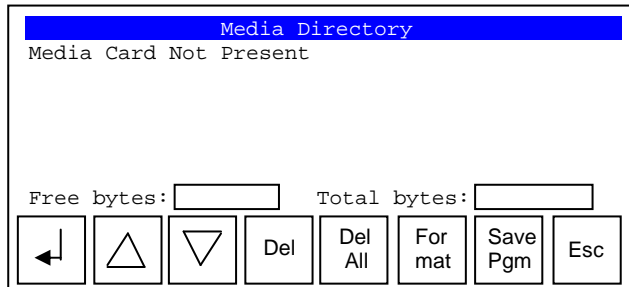 Media Directory
Media Card Not Present
Free bytes: Total bytes:
Del Del All For mat Save Pgm Esc